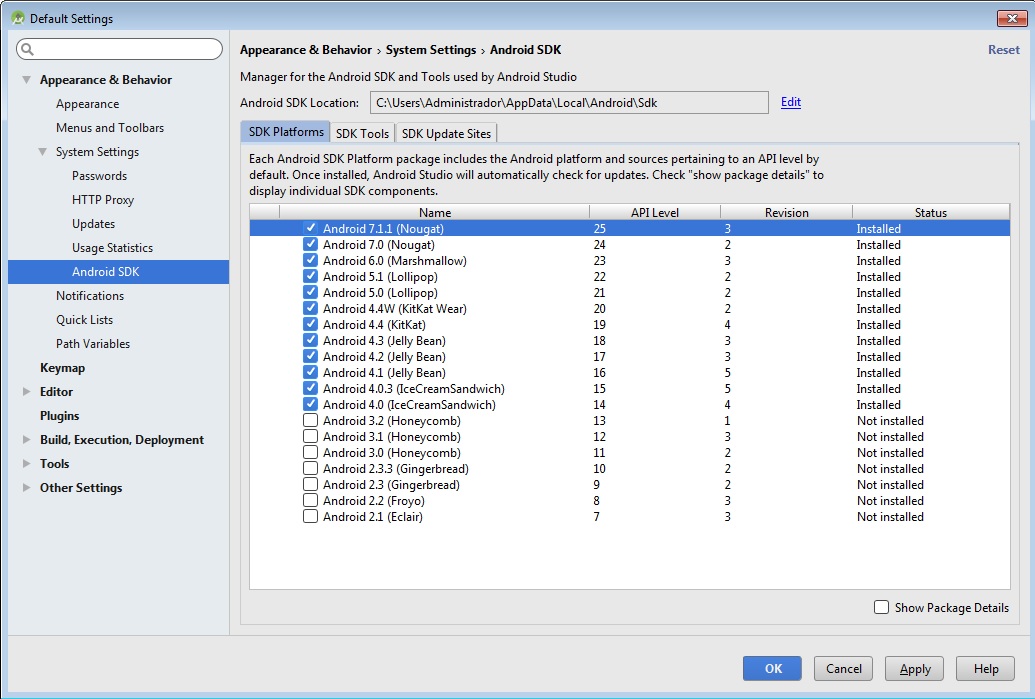 Default Settings
Appearance & Behavior
Appearance
Menus and Toolbars
System Settings
Passwords
HTTP Proxy
Updates
Usage Statistics
Android SDK
Notifications
Quick Lists
Path Variables
Keymap
Editor
Plugins
Build, Execution, Deployment
Tools
Other Settings
Appearance & Behavior › System Settings › Android SDK Reset
Manager for the Android SDK and Tools used by Android Studio
Android SDK Location: C:\Users\Administrador\AppData\Local\Android\Sdk Edit
SDK Platforms SDK Tools SDK Update Sites
Each Android SDK Platform package includes the Android platform and sources pertaining to an API level by
default. Once installed, Android Studio will automatically check for updates. Check "show package details" to
display individual SDK components.
Name API Level Revision Status
Android 7.1.1 (Nougat) 25 3 Installed
Android 7.0 (Nougat) 24 2 Installed
Android 6.0 (Marshmallow) 23 3 Installed
Android 5.1 (Lollipop) 22 2 Installed
Android 5.0 (Lollipop) 21 2 Installed
Android 4.4W (KitKat Wear) 20 2 Installed
Android 4.4 (KitKat) 19 4 Installed
Android 4.3 (Jelly Bean) 18 3 Installed
Android 4.2 (Jelly Bean) 17 3 Installed
Android 4.1 (Jelly Bean) 16 5 Installed
Android 4.0.3 (IceCreamSandwich) 15 5 Installed
Android 4.0 (IceCreamSandwich) 14 4 Installed
Android 3.2 (Honeycomb) 13 1 Not installed
Android 3.1 (Honeycomb) 12 3 Not installed
Android 3.0 (Honeycomb) 11 2 Not installed
Android 2.3.3 (Gingerbread) 10 2 Not installed
Android 2.3 (Gingerbread) 9 2 Not installed
Android 2.2 (Froyo) 8 3 Not installed
Android 2.1 (Eclair) 7 3 Not installed
Show Package Details
OK Cancel Apply Help